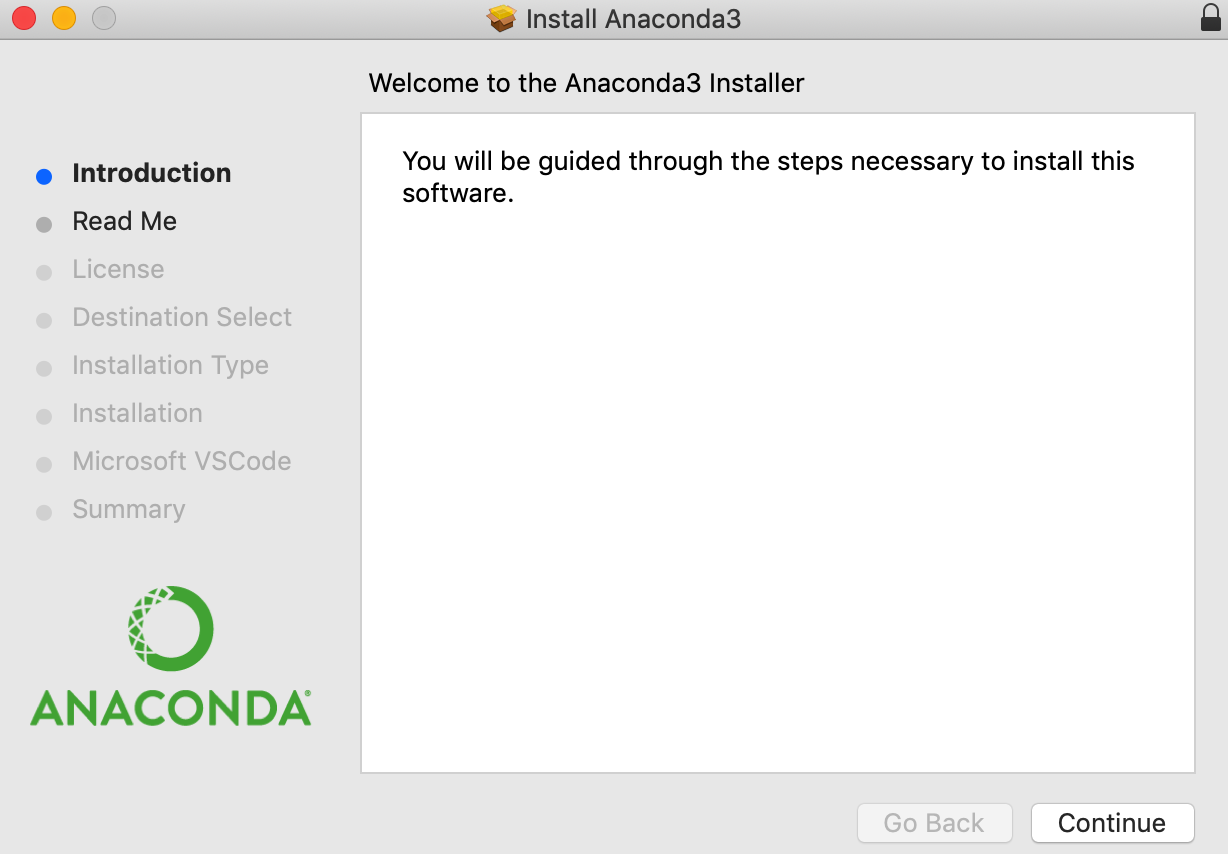 Install Anaconda3
Welcome to the Anaconda3 Installer
Introduction
Read Me
License
Destination Select
Installation Type
Installation
Microsoft VSCode
Summary
ANACONDA®
You will be guided through the steps necessary to install this
software.
Go Back
Continue